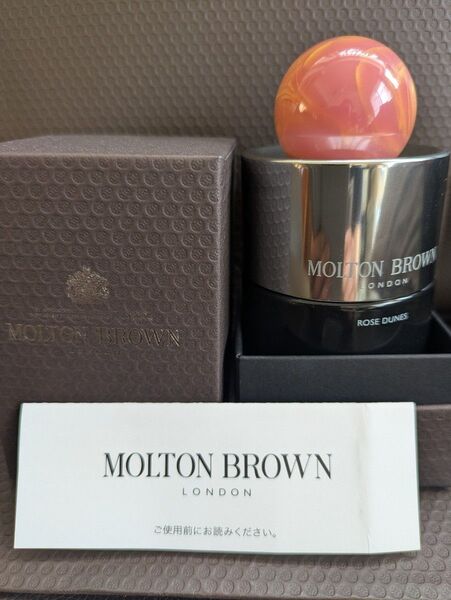 MOLTON BROWN
LONDON
ROSE DUNES
MOLTON BROWN
MOLTON BROWN
LONDON
ご使用前にお読みください。